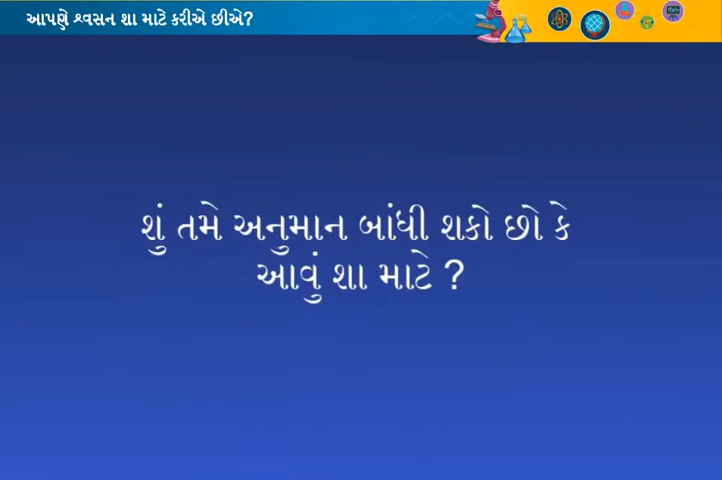 આપણે શ્વસન શા માટે કરીએ છીએ?
શું તમે અનુમાન બાંધી શકો છો કે
આવું શા માટે ?